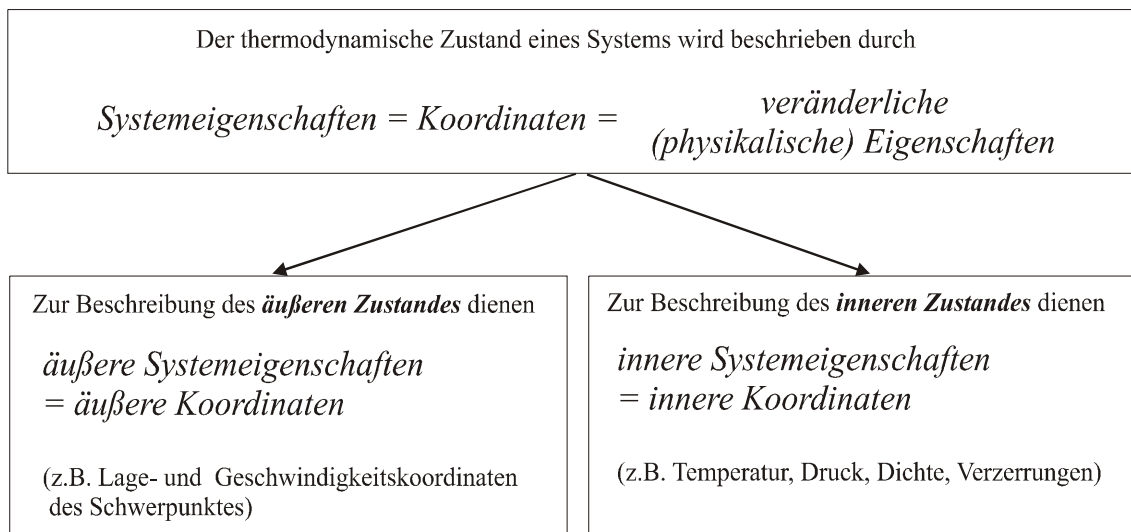 Der thermodynamische Zustand eines Systems wird beschrieben durch
Systemeigenschaften = Koordinaten = veränderliche
(physikalische) Eigenschaften
Zur Beschreibung des äußeren Zustandes dienen
äußere Systemeigenschaften
= äußere Koordinaten
(z.B. Lage- und Geschwindigkeitskoordinaten
des Schwerpunktes)
Zur Beschreibung des inneren Zustandes dienen
innere Systemeigenschaften
= innere Koordinaten
(z.B. Temperatur, Druck, Dichte, Verzerrungen)